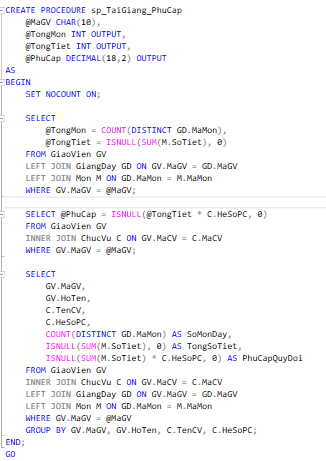 CREATE PROCEDURE sp_TaiGiang_PhuCap
@MaGV CHAR(10),
@TongMon INT OUTPUT,
@TongTiet INT OUTPUT,
@PhuCap DECIMAL(18,2) OUTPUT
AS
BEGIN
SET NOCOUNT ON;
SELECT
@TongMon = COUNT(DISTINCT GD.MaMon),
@TongTiet = ISNULL(SUM(M.SoTiet), 0)
FROM GiaoVien GV
LEFT JOIN GiangDay GD ON GV.MaGV = GD.MaGV
LEFT JOIN Mon M ON GD.MaMon = M.MaMon
WHERE GV.MaGV = @MaGV;
SELECT @PhuCap = ISNULL(@TongTiet * C.HeSoPC, 0)
FROM GiaoVien GV
INNER JOIN ChucVu C ON GV.MaCV = C.MaCV
WHERE GV.MaGV = @MaGV;
SELECT
GV.MaGV,
GV.HoTen,
C.TenCV,
C.HeSoPC,
COUNT(DISTINCT GD.MaMon) AS SoMonDay,
ISNULL(SUM(M.SoTiet), 0) AS TongSoTiet,
ISNULL(SUM(M.SoTiet) * C.HeSoPC, 0) AS PhuCapQuyDoi
FROM GiaoVien GV
INNER JOIN ChucVu C ON GV.MaCV = C.MaCV
LEFT JOIN GiangDay GD ON GV.MaGV = GD.MaGV
LEFT JOIN Mon M ON GD.MaMon = M.MaMon
WHERE GV.MaGV = @MaGV
GROUP BY GV.MaGV, GV.HoTen, C.TenCV, C.HeSoPC;
END;
GO